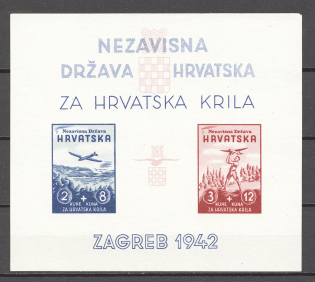 NEZAVISNA
DRŽAVA HRVATSKA
ZA HRVATSKA KRILA
Nezavisna Država
HRVATSKA
2 + 8
KUNE KUNA
ZA HRVATSKA KRILA
Nezavisna Država
HRVATSKA
3 + 12
KUNE KUNA
ZA HRVATSKA KRILA
ZAGREB 1942